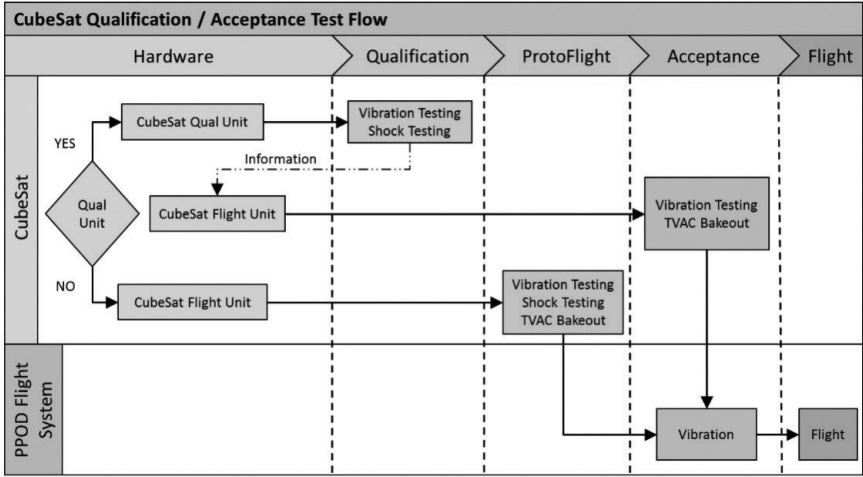 CubeSat Qualification / Acceptance Test Flow
Hardware
Qualification
ProtoFlight
Acceptance
Flight
CubeSat
YES
CubeSat Qual Unit
Vibration Testing
Shock Testing
Information
Qual
Unit
CubeSat Flight Unit
Vibration Testing
TVAC Bakeout
NO
CubeSat Flight Unit
Vibration Testing
Shock Testing
TVAC Bakeout
PPOD Flight
System
Vibration
Flight